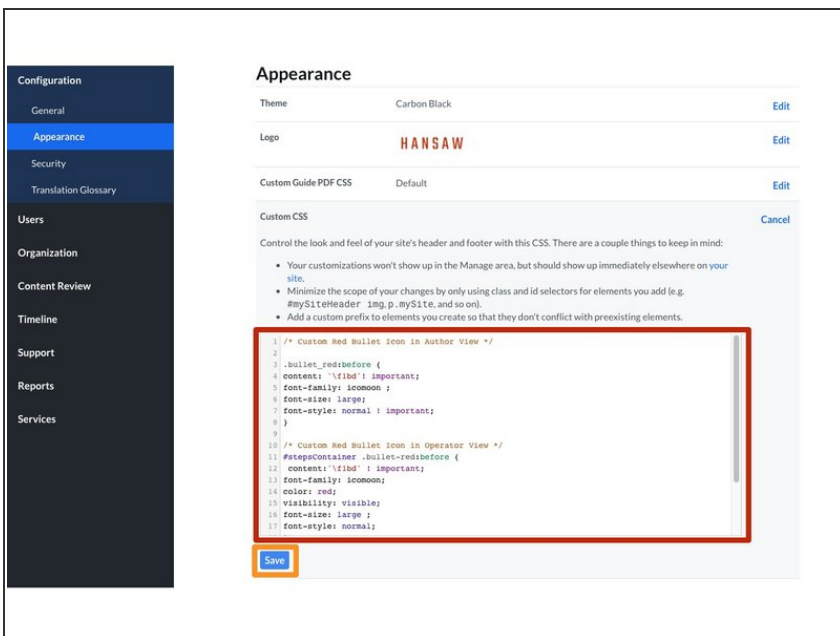 Configuration
General
Appearance
Security
Translation Glossary
Users
Organization
Content Review
Timeline
Support
Reports
Services
Appearance
Theme Carbon Black Edit
Logo HANSAW Edit
Custom Guide PDF CSS Default Edit
Custom CSS Cancel
Control the look and feel of your site's header and footer with this CSS. There are a couple things to keep in mind:
• Your customizations won't show up in the Manage area, but should show up immediately elsewhere on your
site.
• Minimize the scope of your changes by only using class and id selectors for elements you add (e.g.
#mySiteHeader img, p.mySite, and so on).
• Add a custom prefix to elements you create so that they don't conflict with preexisting elements.
1 /* Custom Red Bullet Icon in Author View */
2
3 .bullet_red:before {
4 content: '\f1bd'! important;
5 font-family: icomoon ;
6 font-size: large;
7 font-style: normal ! important;
8 }
9
10 /* Custom Red Bullet Icon in Operator View */
11 #stepsContainer .bullet-red:before {
12 content:'\f1bd' ! important;
13 font-family: icomoon;
14 color: red;
15 visibility: visible;
16 font-size: large ;
17 font-style: normal;
Save